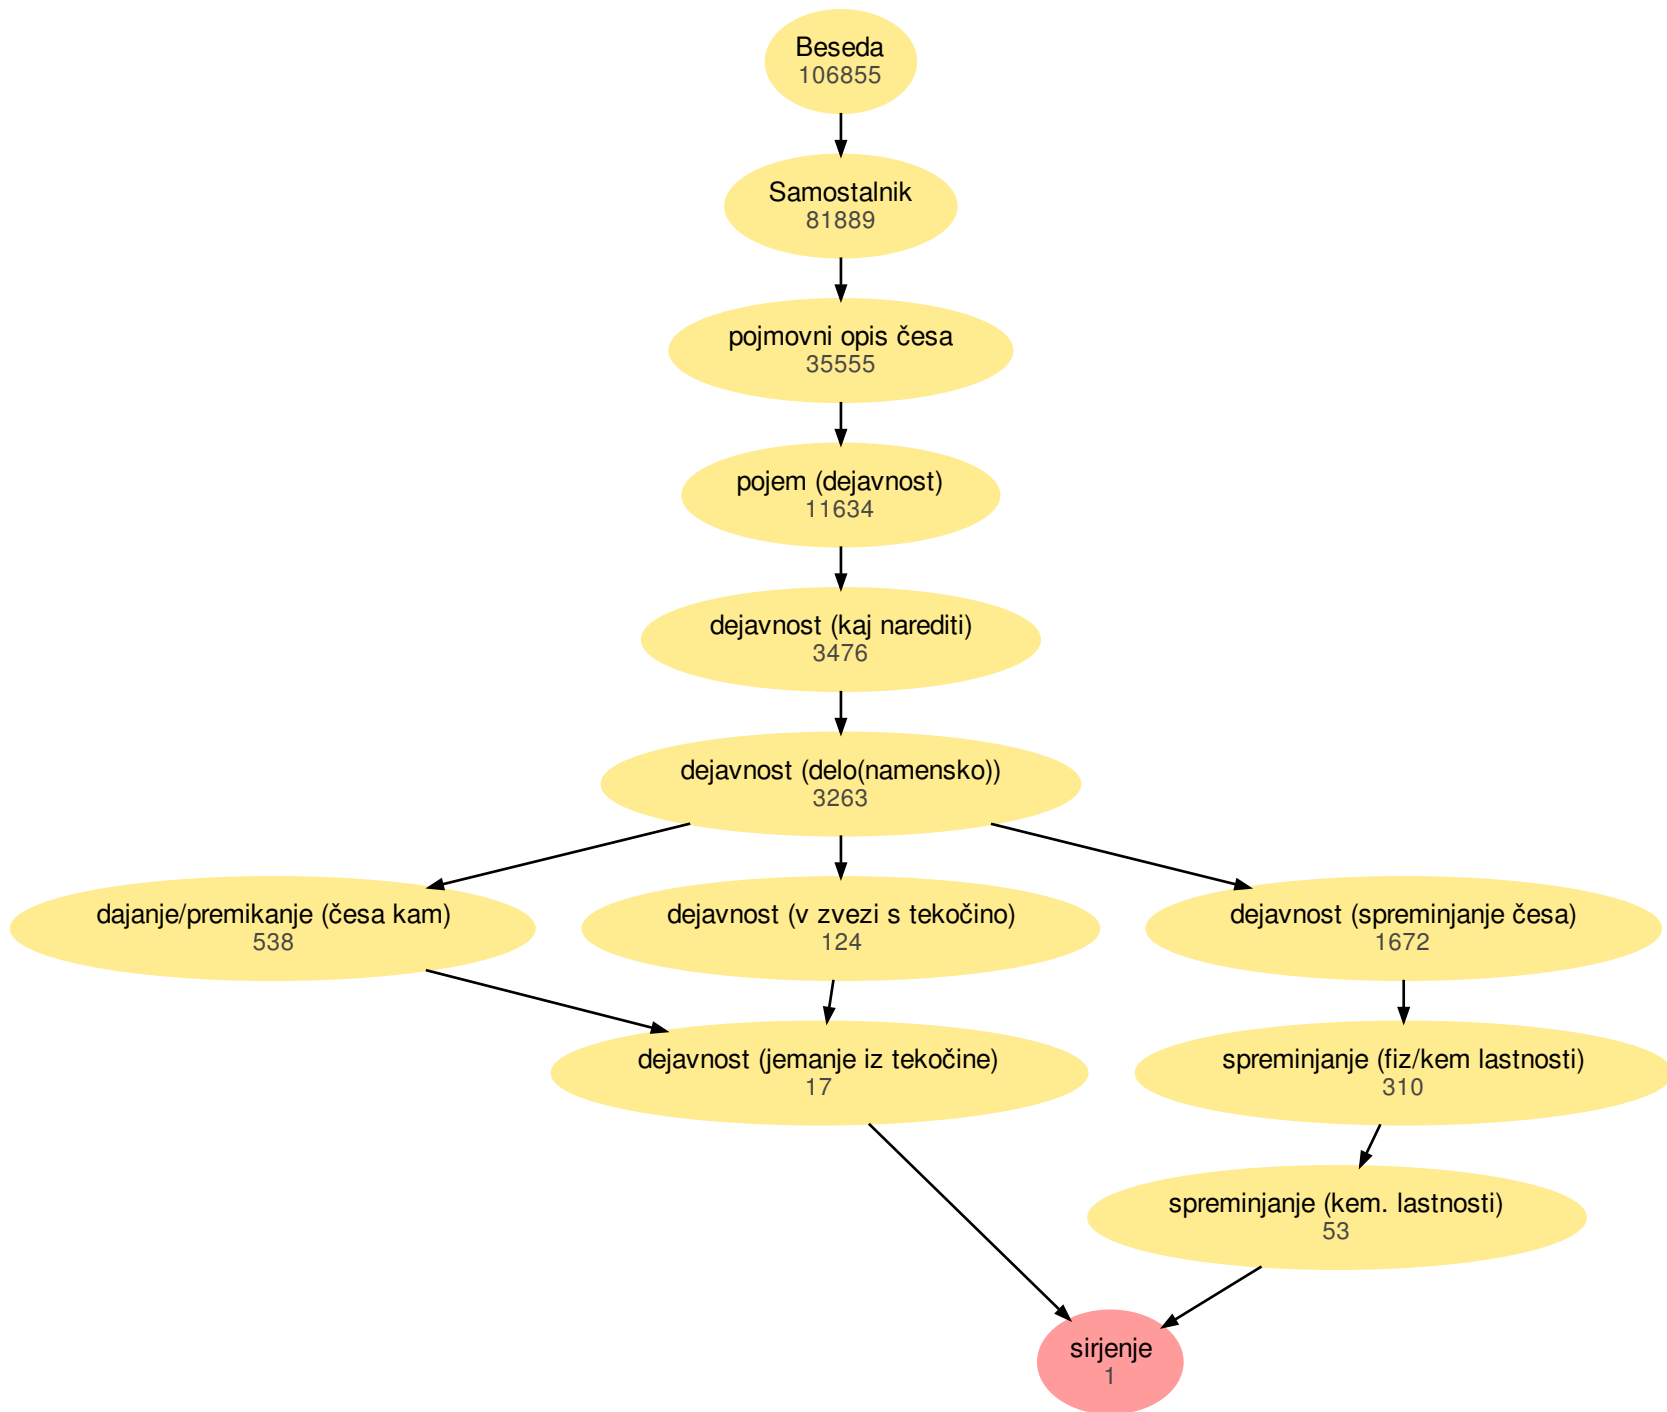 Beseda
106855
Samostalnik
81889
pojmovni opis česa
35555
pojem (dejavnost)
11634
dejavnost (kaj narediti)
3476
dejavnost (delo(namensko))
3263
dajanje/premikanje (česa kam)
538
dejavnost (v zvezi s tekočino)
124
dejavnost (spreminjanje česa)
1672
dejavnost (jemanje iz tekočine)
17
spreminjanje (fiz/kem lastnosti)
310
spreminjanje (kem. lastnosti)
53
sirjenje
1